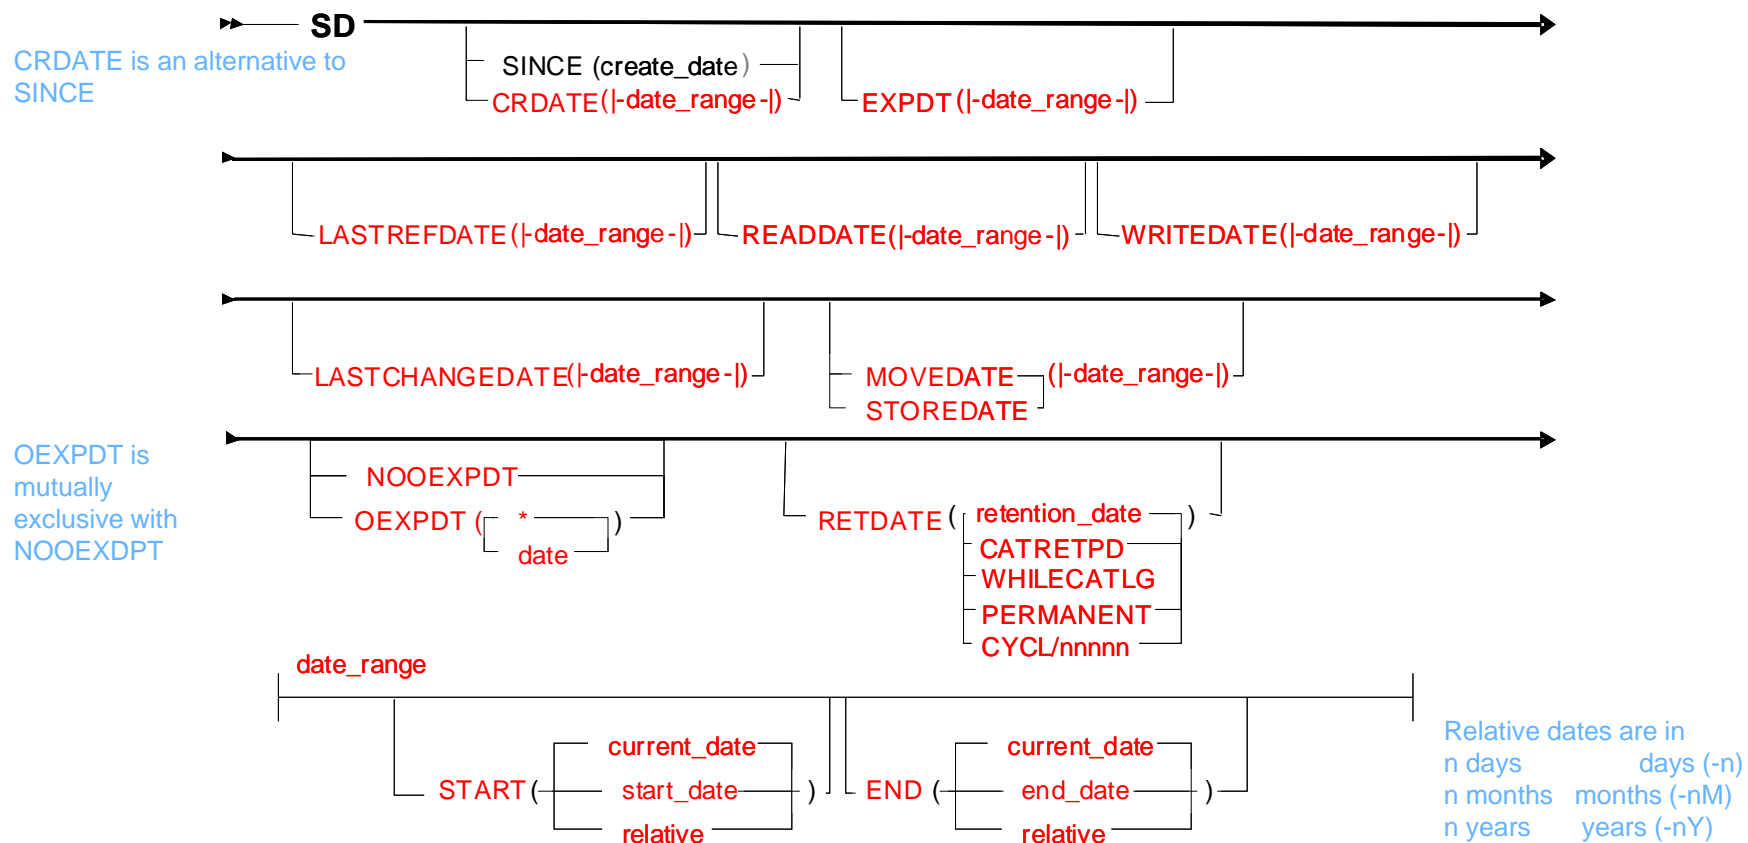 SD
CRDATE is an alternative to
SINCE
SINCE (create_date)
CRDATE(|-date_range-|)
EXPDT(|-date_range-|)
LASTREFDATE(|-date_range-|) READDATE(|-date_range-|) WRITEDATE(|-date_range-|)
LASTCHANGEDATE(|-date_range-|)
MOVEDATE (|-date_range-|)
STOREDATE
OEXPDT is
mutually
exclusive with
NOOEXDPT
NOOEXPDT
OEXPDT ( * )
date
RETDATE ( retention_date )
CATRETPD
WHILECATLG
PERMANENT
CYCL/nnnnn
date_range
current_date
START( start_date )
relative
current_date
END ( end_date )
relative
Relative dates are in
n days days (-n)
n months months (-nM)
n years years (-nY)